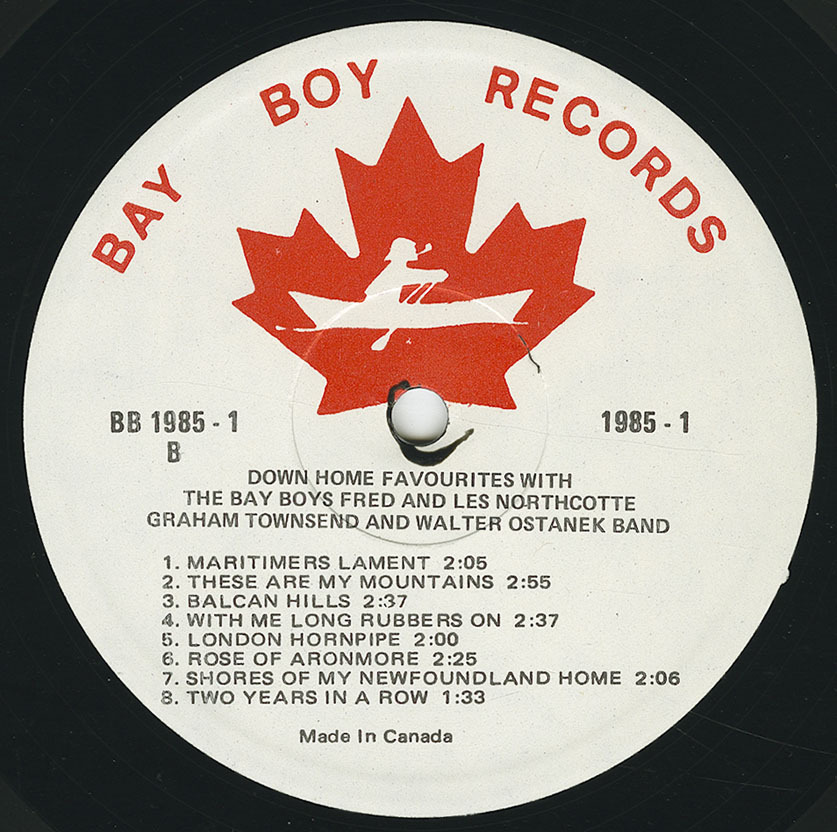 BAY BOY RECORDS
BB 1985 - 1
B
1985 - 1
DOWN HOME FAVOURITES WITH
THE BAY BOYS FRED AND LES NORTHCOTTE
GRAHAM TOWNSEND AND WALTER OSTANEK BAND
1. MARITIMERS LAMENT 2:05
2. THESE ARE MY MOUNTAINS 2:55
3. BALCAN HILLS 2:37
4. WITH ME LONG RUBBERS ON 2:37
5. LONDON HORNPIPE 2:00
6. ROSE OF ARONMORE 2:25
7. SHORES OF MY NEWFOUNDLAND HOME 2:06
8. TWO YEARS IN A ROW 1:33
Made In Canada